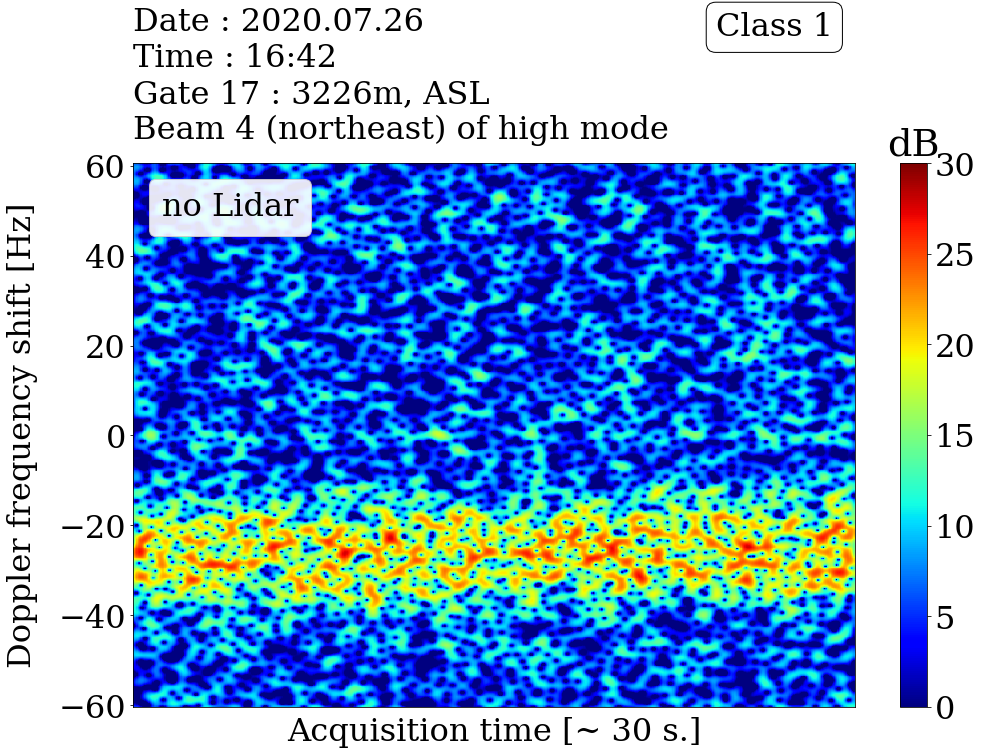 Date : 2020.07.26
Time : 16:42
Gate 17 : 3226m, ASL
Beam 4 (northeast) of high mode
Class 1
dB
no Lidar
Doppler frequency shift [Hz]
60
40
20
0
−20
−40
−60
Acquisition time [~ 30 s.]
30
25
20
15
10
5
0